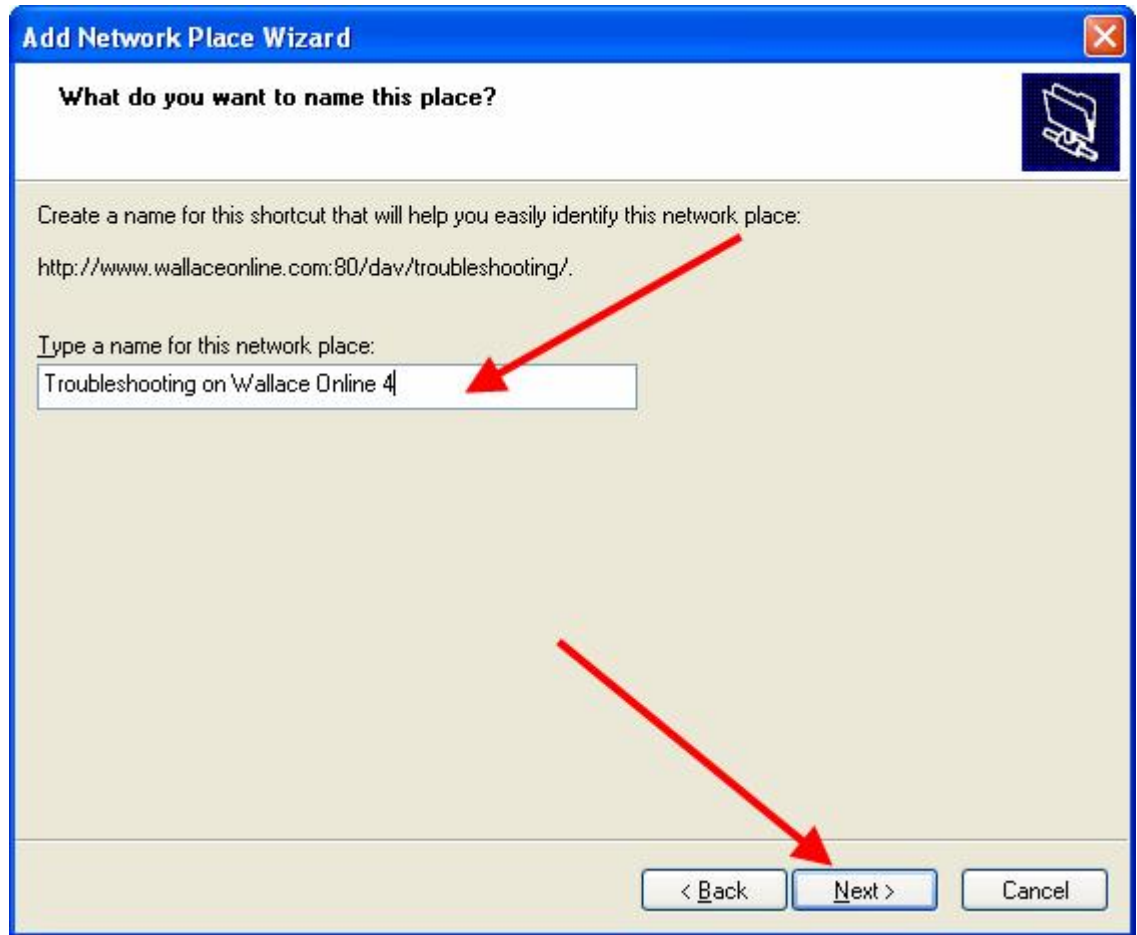 Add Network Place Wizard
What do you want to name this place?
Create a name for this shortcut that will help you easily identify this network place:
http://www.wallaceonline.com:80/dav/troubleshooting/.
Type a name for this network place:
Troubleshooting on Wallace Online 4
< Back Next > Cancel